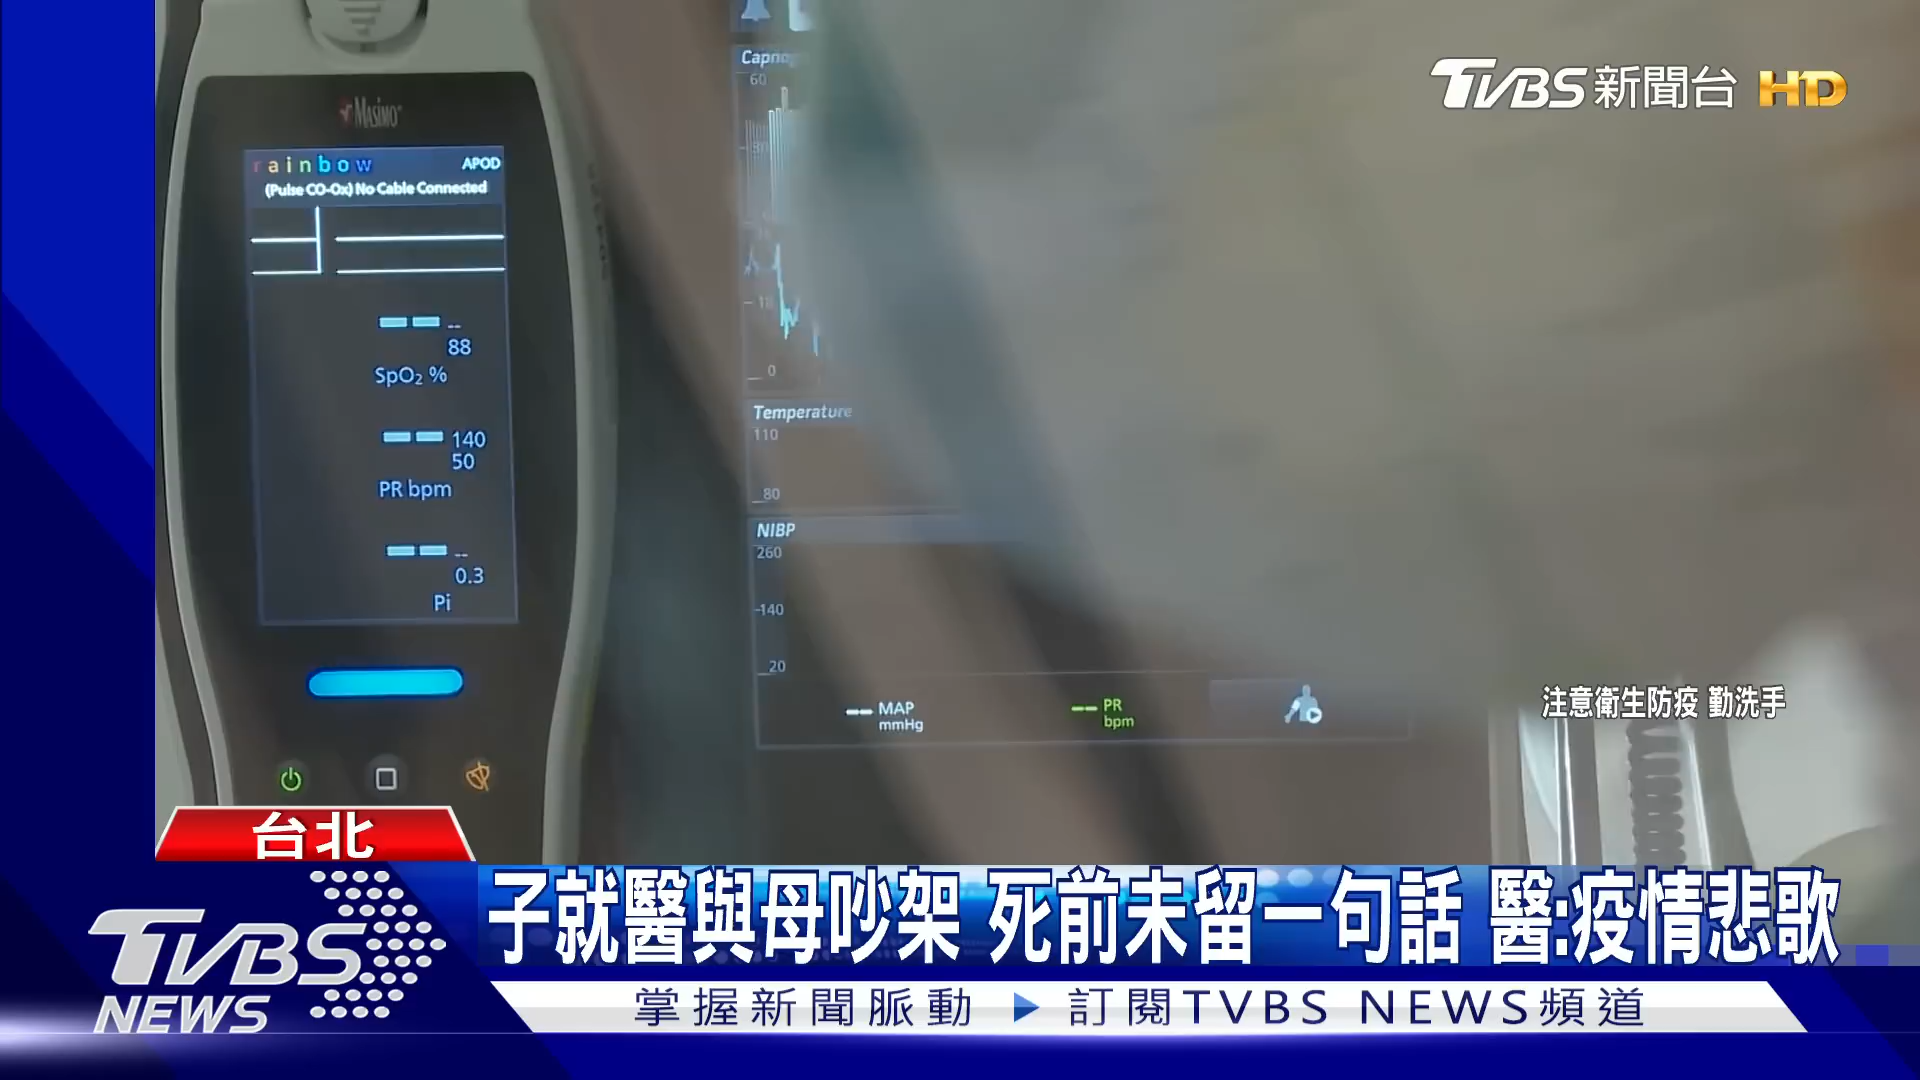 TVBS新聞台 HD
Masimo
rainbow
APOD
(Pulse CO-Ox) No Cable Connected
--
88
SpO₂ %
140
50
PR bpm
--
0.3
Pi
60
0
Temperature
110
80
NIBP
260
140
20
-- MAP
mmHg
-- PR
bpm
注意衛生防疫 勤洗手
台北
子就醫與母吵架 死前未留一句話 醫:疫情悲歌
TVBS
NEWS
掌握新聞脈動 ▶ 訂閱TVBS NEWS頻道